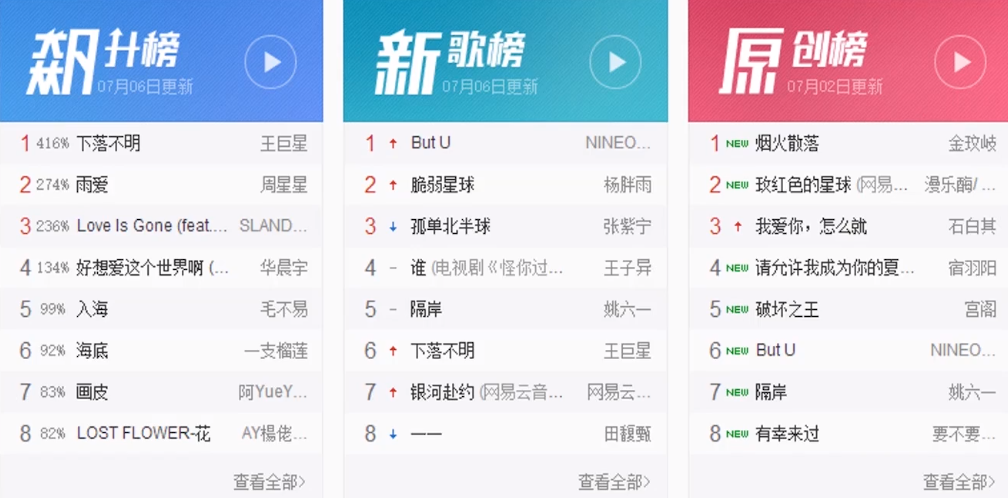 飙升榜
07月06日更新
1 416% 下落不明 王巨星
2 274% 雨爱 周星星
3 236% Love Is Gone (feat.... SLAND...
4 134% 好想爱这个世界啊 (... 华晨宇
5 99% 入海 毛不易
6 92% 海底 一支榴莲
7 83% 画皮 阿YueY...
8 82% LOST FLOWER-花 AY楊佬...
查看全部>
新歌榜
07月06日更新
1 ↑ But U NINEO...
2 ↑ 脆弱星球 杨胖雨
3 ↓ 孤单北半球 张紫宁
4 - 谁 (电视剧《怪你过... 王子异
5 - 隔岸 姚六一
6 ↑ 下落不明 王巨星
7 ↑ 银河赴约 (网易云音... 网易云...
8 ↓ 一一 田馥甄
查看全部>
原创榜
07月02日更新
1 NEW 烟火散落 金玟岐
2 NEW 玫红色的星球 (网易... 漫乐酶/ ...
3 ↑ 我爱你，怎么就 石白其
4 NEW 请允许我成为你的夏... 宿羽阳
5 NEW 破坏之王 宫阁
6 NEW But U NINEO...
7 NEW 隔岸 姚六一
8 NEW 有幸来过 要不要...
查看全部>